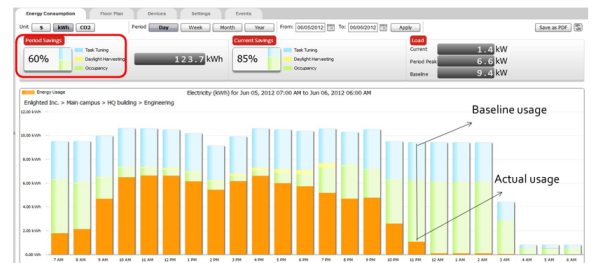 Energy Consumption Floor Plan Devices Settings Events
Unit $ kWh CO2 Period Day Week Month Year From: 06/05/2012 To: 06/06/2012 Apply Save as PDF
Period Savings
60%
Task Tuning
Daylight Harvesting
Occupancy
123.7 kWh
Current Savings
85%
Task Tuning
Daylight Harvesting
Occupancy
Load
Current 1.4 kW
Period Peak 6.6 kW
Baseline 9.4 kW
Energy Usage
Electricity (kWh) for Jun 05, 2012 07:00 AM to Jun 06, 2012 06:00 AM
Enlighted Inc. > Main campus > HQ building > Engineering
12.00 kWh
10.00 kWh
8.00 kWh
6.00 kWh
4.00 kWh
2.00 kWh
0.00 kWh
Baseline usage
Actual usage
7 AM 8 AM 9 AM 10 AM 11 AM 12 PM 1 PM 2 PM 3 PM 4 PM 5 PM 6 PM 7 PM 8 PM 9 PM 10 PM 11 PM 12 AM 1 AM 2 AM 3 AM 4 AM 5 AM 6 AM